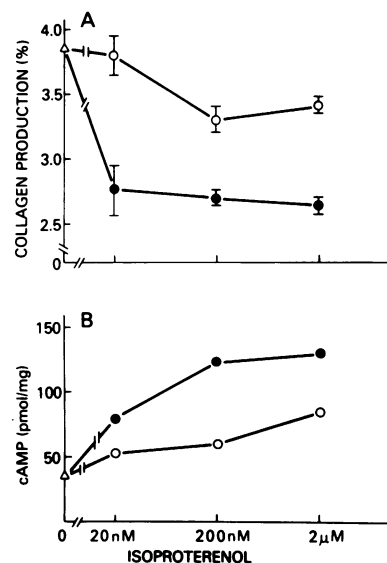 A
COLLAGEN PRODUCTION (%)
4.0
3.5
3.0
2.5
0
B
cAMP (pmol/mg)
150
100
50
0 20nM 200nM 2μM
ISOPROTERENOL